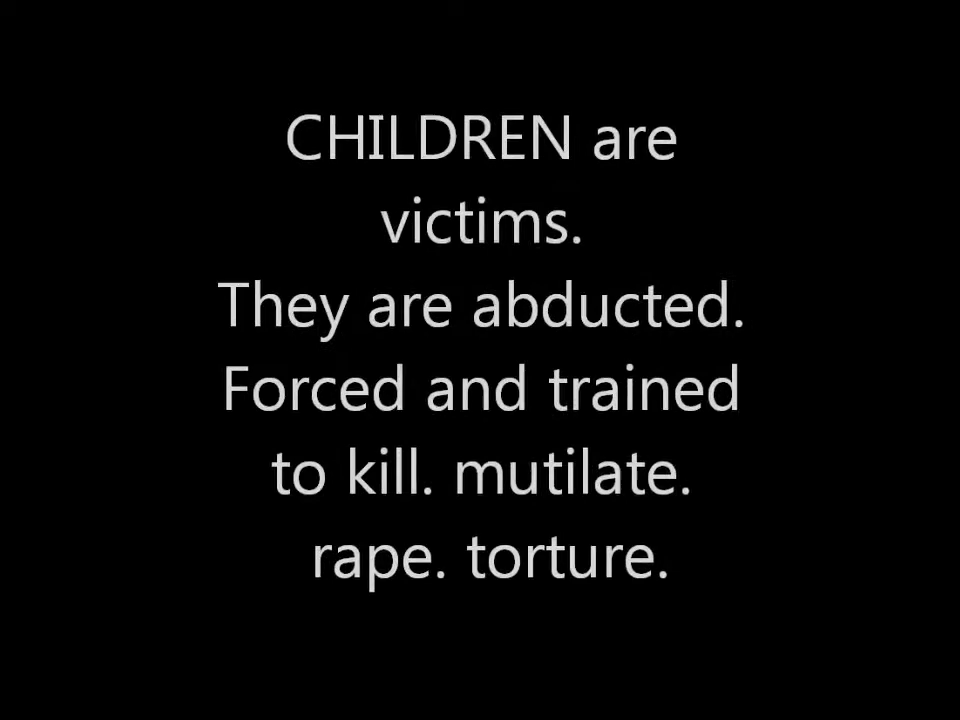 CHILDREN are
victims.
They are abducted.
Forced and trained
to kill. mutilate.
rape. torture.